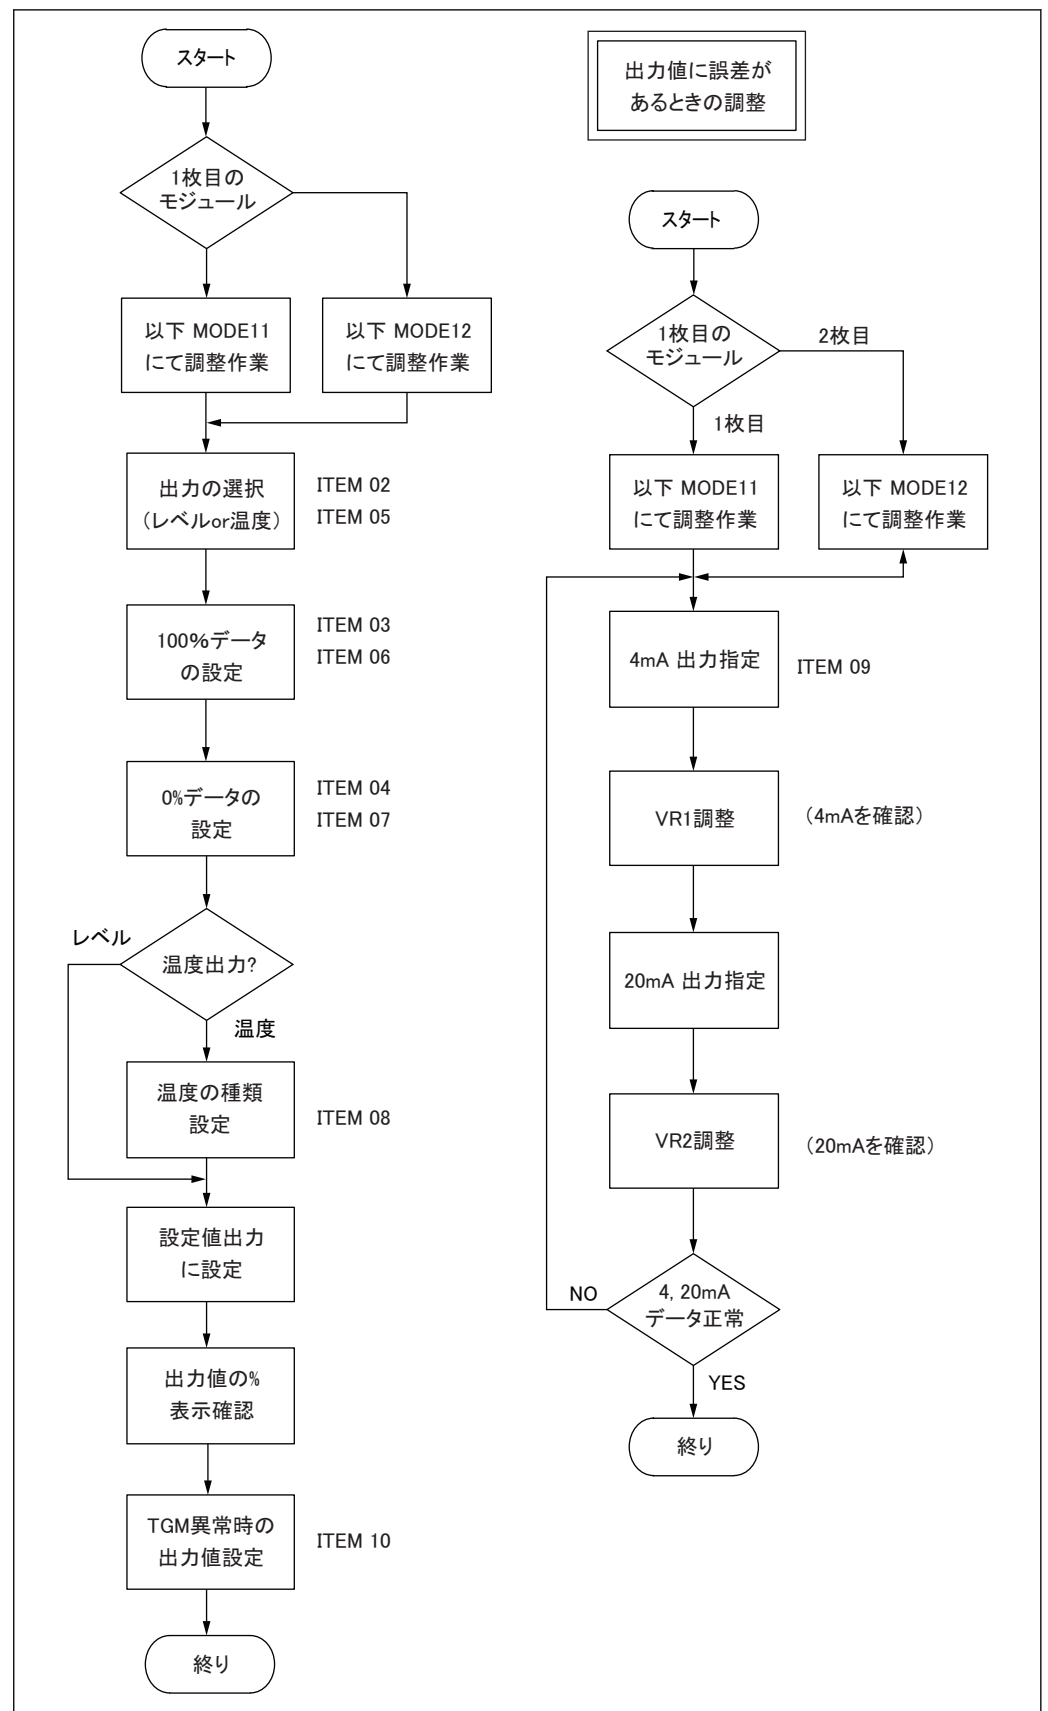 スタート
1枚目の
モジュール
以下 MODE11
にて調整作業
以下 MODE12
にて調整作業
出力の選択
（レベルor温度）
ITEM 02
ITEM 05
100%データ
の設定
ITEM 03
ITEM 06
0%データの
設定
ITEM 04
ITEM 07
レベル
温度出力?
温度
温度の種類
設定
ITEM 08
設定値出力
に設定
出力値の%
表示確認
TGM異常時の
出力値設定
ITEM 10
終り
出力値に誤差が
あるときの調整
スタート
1枚目の
モジュール
2枚目
1枚目
以下 MODE11
にて調整作業
以下 MODE12
にて調整作業
4mA 出力指定
ITEM 09
VR1調整
（4mAを確認）
20mA 出力指定
VR2調整
（20mAを確認）
NO
4, 20mA
データ正常
YES
終り